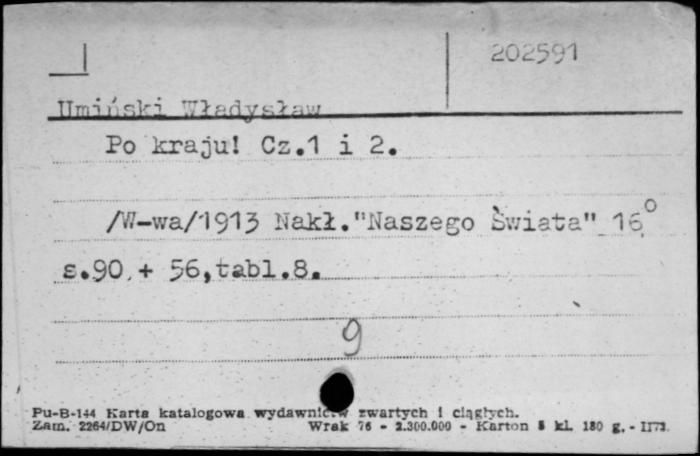 202591
Umiński Władysław
Po kraju! Cz.1 i 2.
/W-wa/1913 Nakł."Naszego Świata" 16°
s.90 + 56,tabl.8.
9
Pu-B-144 Karta katalogowa wydawnictw zwartych i ciągłych.
Zam. 2264/DW/On Wrak 76 - 2.300.000 - Karton kl. 180 g. -